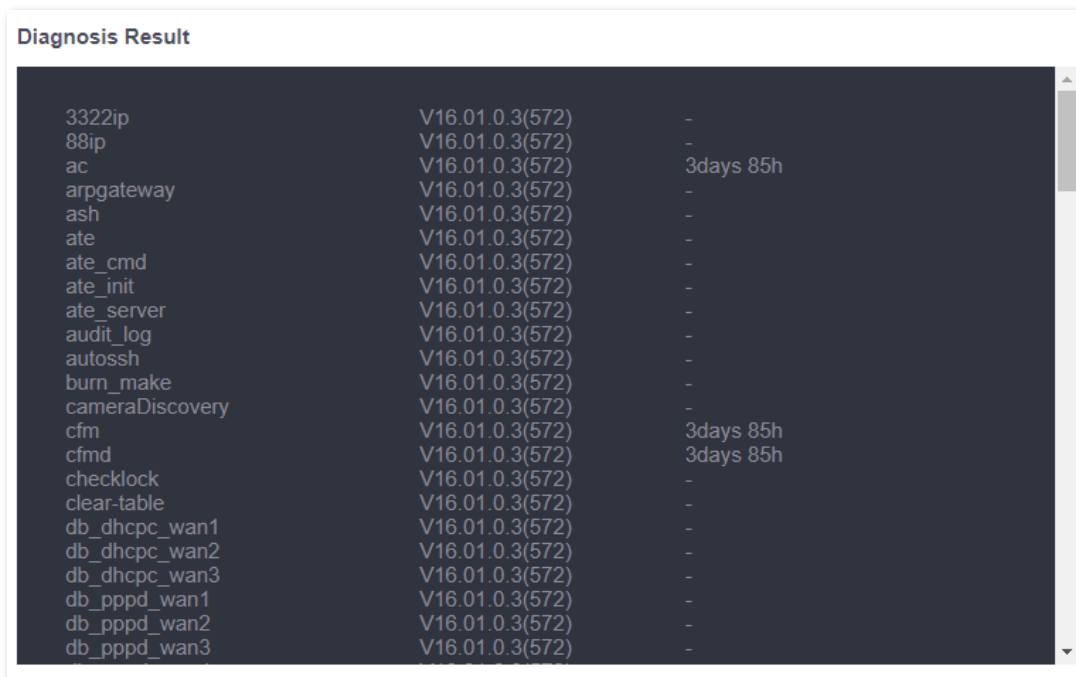 Diagnosis Result
3322ip V16.01.0.3(572) -
88ip V16.01.0.3(572) -
ac V16.01.0.3(572) 3days 85h
arpgateway V16.01.0.3(572) -
ash V16.01.0.3(572) -
ate V16.01.0.3(572) -
ate_cmd V16.01.0.3(572) -
ate_init V16.01.0.3(572) -
ate_server V16.01.0.3(572) -
audit_log V16.01.0.3(572) -
autossh V16.01.0.3(572) -
burn_make V16.01.0.3(572) -
cameraDiscovery V16.01.0.3(572) -
cfm V16.01.0.3(572) 3days 85h
cfmd V16.01.0.3(572) 3days 85h
checklock V16.01.0.3(572) -
clear-table V16.01.0.3(572) -
db_dhcpc_wan1 V16.01.0.3(572) -
db_dhcpc_wan2 V16.01.0.3(572) -
db_dhcpc_wan3 V16.01.0.3(572) -
db_pppd_wan1 V16.01.0.3(572) -
db_pppd_wan2 V16.01.0.3(572) -
db_pppd_wan3 V16.01.0.3(572) -